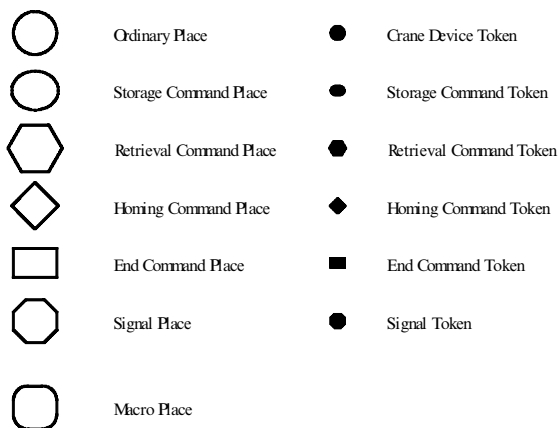 Ordinary Place Crane Device Token
Storage Command Place Storage Command Token
Retrieval Command Place Retrieval Command Token
Homing Command Place Homing Command Token
End Command Place End Command Token
Signal Place Signal Token
Macro Place